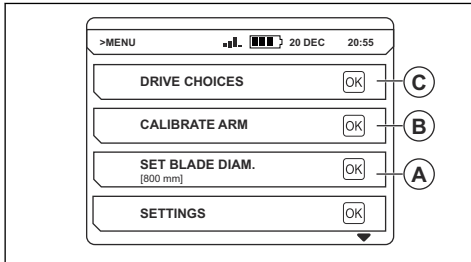 >MENU 20 DEC 20:55
DRIVE CHOICES OK C
CALIBRATE ARM OK B
SET BLADE DIAM. OK A
[800 mm]
SETTINGS OK